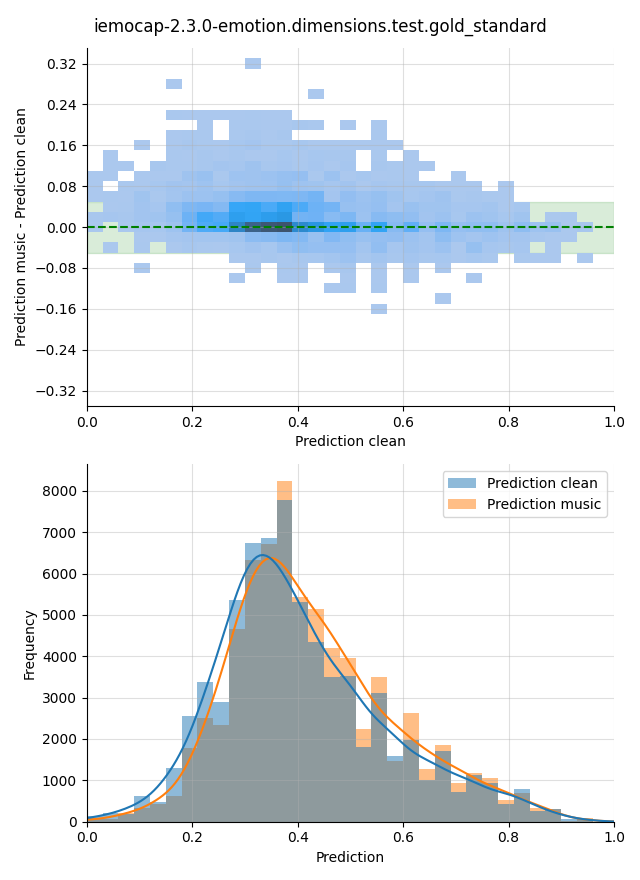 iemocap-2.3.0-emotion.dimensions.test.gold_standard
Prediction music - Prediction clean
0.32
0.24
0.16
0.08
0.00
−0.08
−0.16
−0.24
−0.32
0.0 0.2 0.4 0.6 0.8 1.0
Prediction clean
Frequency
8000
7000
6000
5000
4000
3000
2000
1000
0
Prediction clean
Prediction music
0.0 0.2 0.4 0.6 0.8 1.0
Prediction